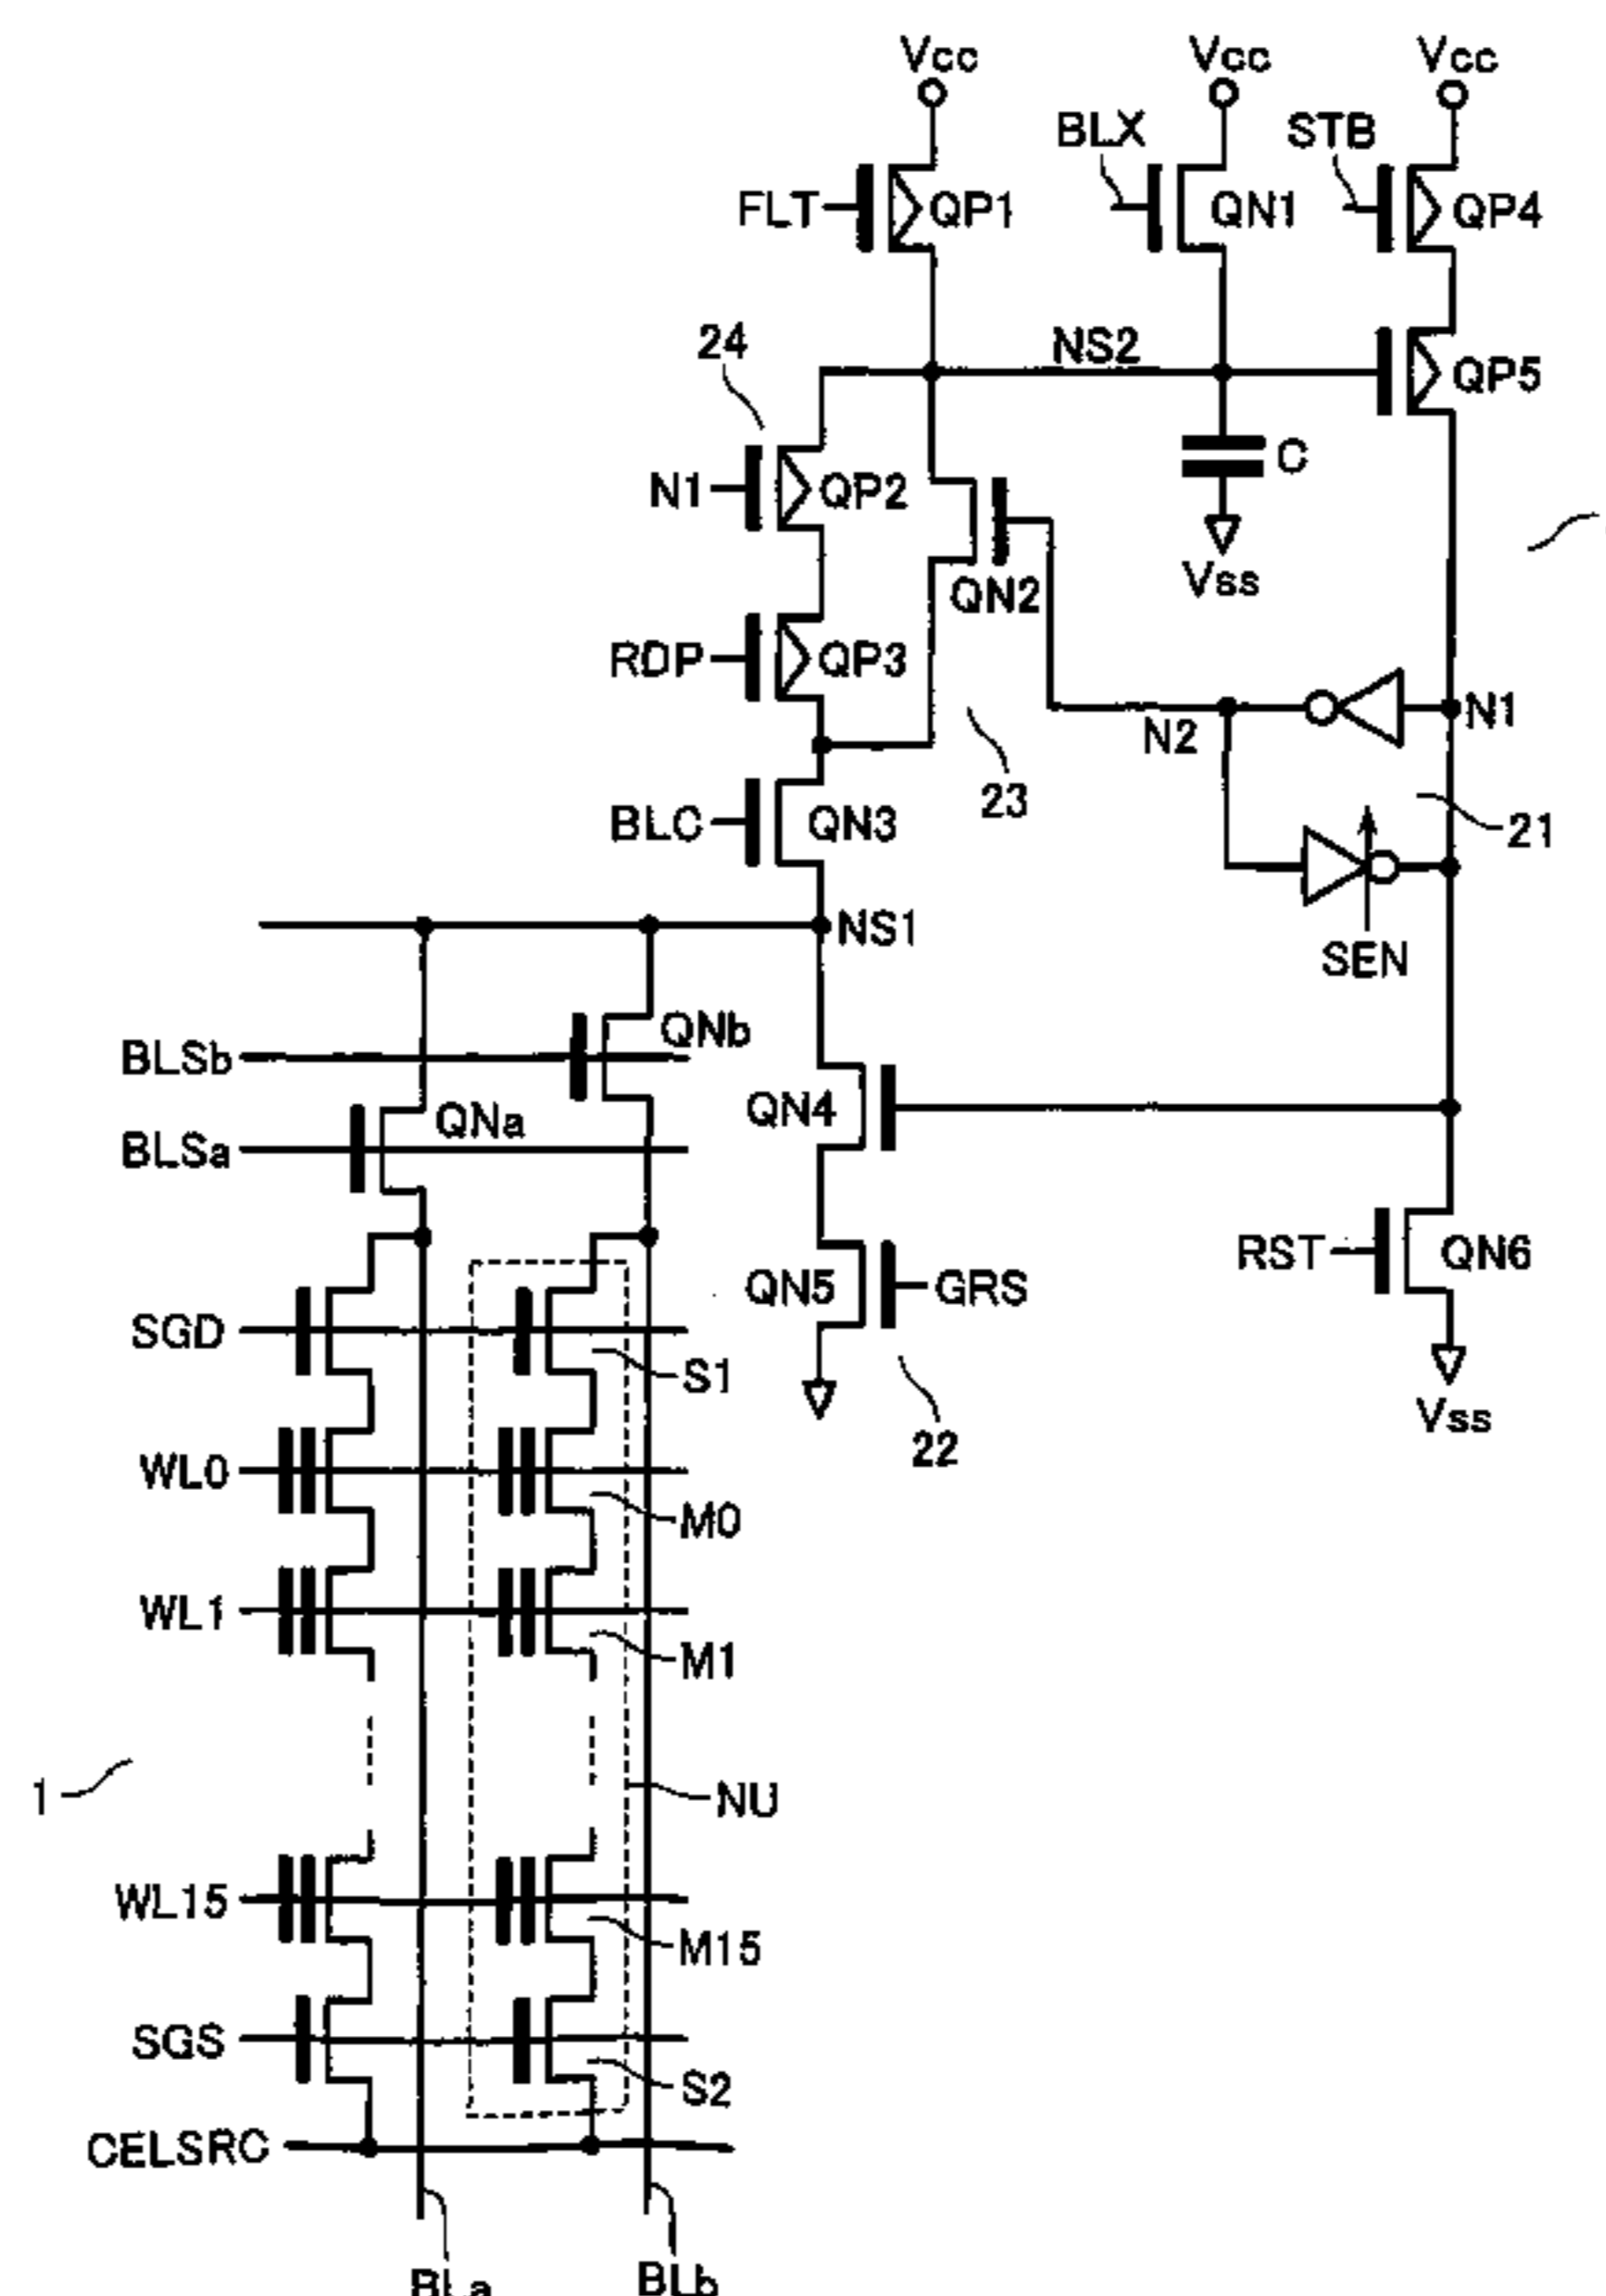 Vcc Vcc Vcc
BLX STB
FLT QP1 QN1 QP4
24 NS2 QP5
N1 QP2 C
QN2 Vss
RDP QP3
N2 N1
23
BLC QN3 21
NS1 SEN
BLSb QNb
BLSa QNa QN4
RST QN6
QN5 GRS
SGD S1
Vss
WL0 22
M0
WL1 M1
1 NU
WL15 M15
SGS S2
CELSRC
BLa BLb